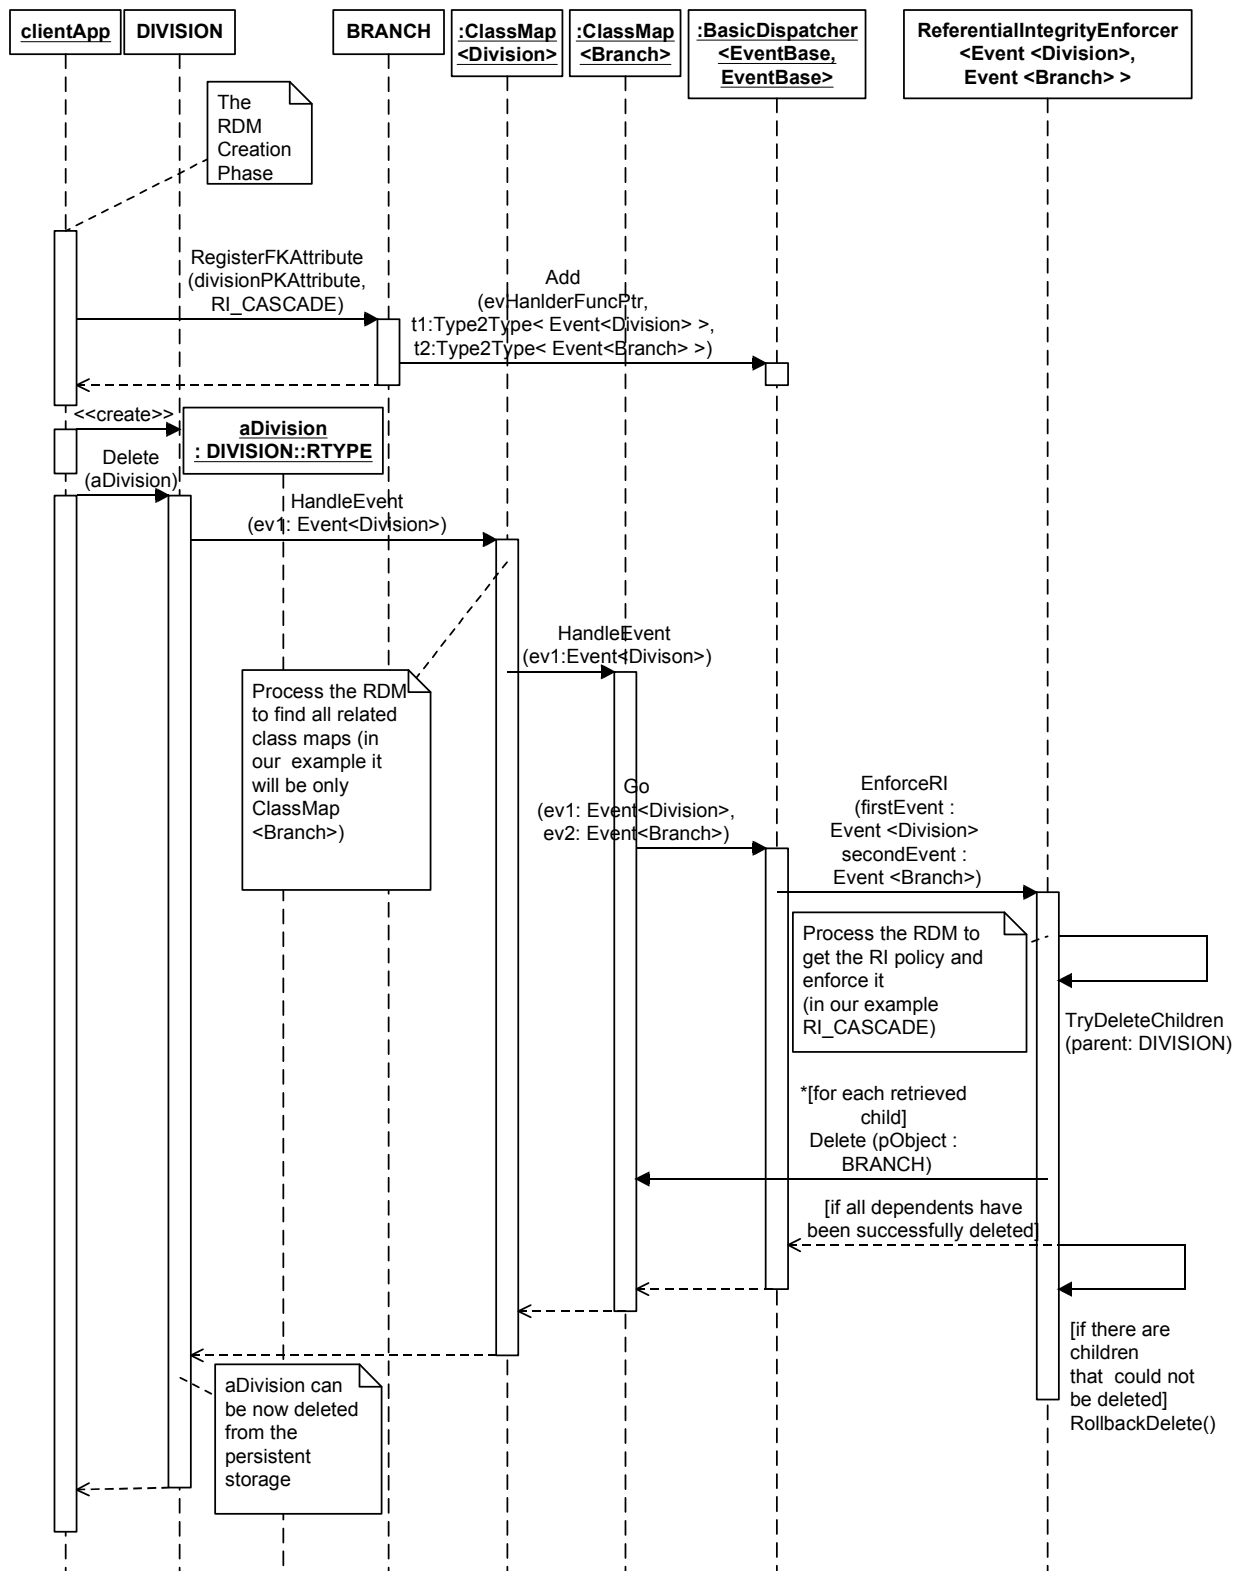 clientApp
DIVISION
BRANCH
:ClassMap
<Division>
:ClassMap
<Branch>
:BasicDispatcher
<EventBase,
EventBase>
ReferentialIntegrityEnforcer
<Event <Division>,
Event <Branch> >
The
RDM
Creation
Phase
RegisterFKAttribute
(divisionPKAttribute,
RI_CASCADE)
Add
(evHanlderFuncPtr,
t1:Type2Type< Event<Division> >,
t2:Type2Type< Event<Branch> >)
<<create>>
aDivision
: DIVISION::RTYPE
Delete
(aDivision)
HandleEvent
(ev1: Event<Division>)
HandleEvent
(ev1:Event<Divison>)
Process the RDM
to find all related
class maps (in
our example it
will be only
ClassMap
<Branch>)
Go
(ev1: Event<Division>,
ev2: Event<Branch>)
EnforceRI
(firstEvent :
Event <Division>
secondEvent :
Event <Branch>)
Process the RDM to
get the RI policy and
enforce it
(in our example
RI_CASCADE)
TryDeleteChildren
(parent: DIVISION)
*[for each retrieved
child]
Delete (pObject :
BRANCH)
[if all dependents have
been successfully deleted]
[if there are
children
that could not
be deleted]
RollbackDelete()
aDivision can
be now deleted
from the
persistent
storage